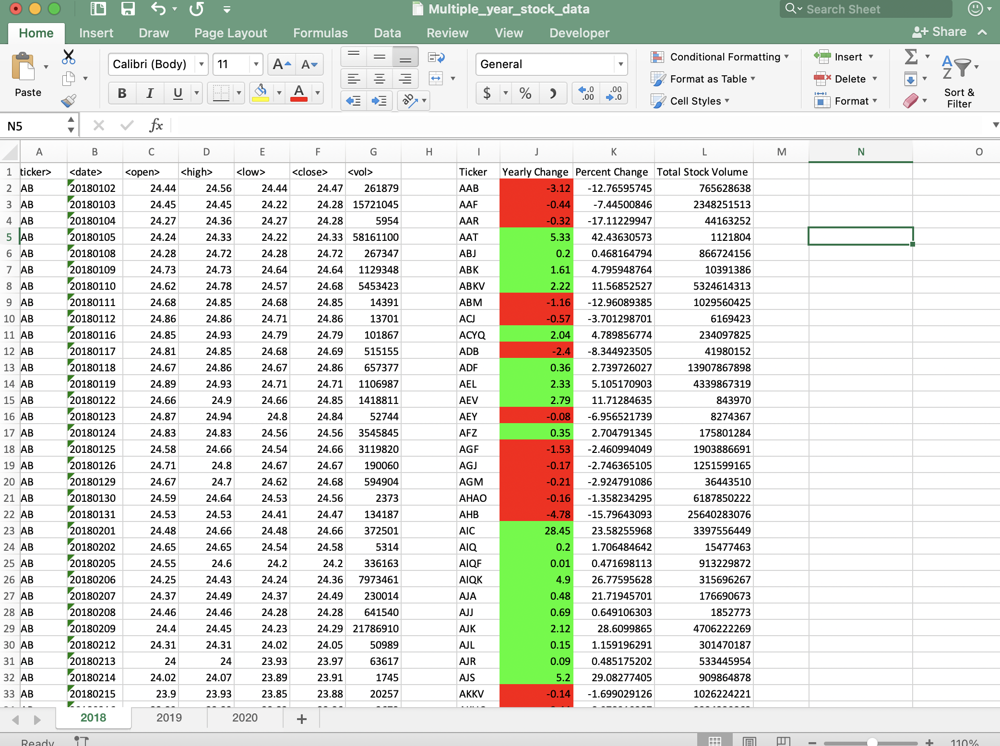 Multiple_year_stock_data
Search Sheet
Home Insert Draw Page Layout Formulas Data Review View Developer Share
Paste
Calibri (Body) 11 A A
B I U A
ab
General
$ % )
.0 .00 .00 .0
Conditional Formatting
Format as Table
Cell Styles
Insert
Delete
Format
Σ
A Z
Sort & Filter
N5 fx
A B C D E F G H I J K L M N O
1 ticker> <date> <open> <high> <low> <close> <vol> Ticker Yearly Change Percent Change Total Stock Volume
2 AB 20180102 24.44 24.56 24.44 24.47 261879 AAB -3.12 -12.76595745 765628638
3 AB 20180103 24.45 24.45 24.22 24.28 15721045 AAF -0.44 -7.44500846 2348251513
4 AB 20180104 24.27 24.36 24.27 24.28 5954 AAR -0.32 -17.11229947 44163252
5 AB 20180105 24.24 24.33 24.22 24.33 58161100 AAT 5.33 42.43630573 1121804
6 AB 20180108 24.28 24.72 24.28 24.72 267347 ABJ 0.2 0.468164794 866724156
7 AB 20180109 24.73 24.73 24.64 24.64 1129348 ABK 1.61 4.795948764 10391386
8 AB 20180110 24.62 24.78 24.57 24.68 5453423 ABKV 2.22 11.56852527 5324614313
9 AB 20180111 24.68 24.85 24.68 24.85 14391 ABM -1.16 -12.96089385 1029560425
10 AB 20180112 24.86 24.86 24.71 24.86 13701 ACJ -0.57 -3.701298701 6169423
11 AB 20180116 24.85 24.93 24.79 24.79 101867 ACYQ 2.04 4.789856774 234097825
12 AB 20180117 24.81 24.85 24.68 24.69 515155 ADB -2.4 -8.344923505 41980152
13 AB 20180118 24.67 24.86 24.67 24.86 657377 ADF 0.36 2.739726027 13907867898
14 AB 20180119 24.89 24.93 24.71 24.71 1106987 AEL 2.33 5.105170903 4339867319
15 AB 20180122 24.66 24.9 24.66 24.85 1418811 AEV 2.79 11.71284635 843970
16 AB 20180123 24.87 24.94 24.8 24.84 52744 AEY -0.08 -6.956521739 8274367
17 AB 20180124 24.83 24.83 24.56 24.56 3545845 AFZ 0.35 2.704791345 175801284
18 AB 20180125 24.58 24.66 24.54 24.66 3119820 AGF -1.53 -2.460994049 1903886691
19 AB 20180126 24.71 24.8 24.67 24.67 190060 AGJ -0.17 -2.746365105 1251599165
20 AB 20180129 24.67 24.7 24.62 24.68 594904 AGM -0.21 -2.924791086 36443510
21 AB 20180130 24.59 24.64 24.53 24.56 2373 AHAO -0.16 -1.358234295 6187850222
22 AB 20180131 24.53 24.53 24.41 24.47 134187 AHB -4.78 -15.79643093 25640283076
23 AB 20180201 24.48 24.66 24.48 24.66 372501 AIC 28.45 23.58255968 3397556449
24 AB 20180202 24.65 24.65 24.54 24.58 5314 AIQ 0.2 1.706484642 15477463
25 AB 20180205 24.55 24.6 24.2 24.2 336163 AIQF 0.01 0.471698113 913229872
26 AB 20180206 24.25 24.43 24.24 24.36 7973461 AIQK 4.9 26.77595628 315696267
27 AB 20180207 24.37 24.49 24.37 24.49 230014 AJA 0.48 21.71945701 176690673
28 AB 20180208 24.46 24.46 24.28 24.28 641540 AJJ 0.69 0.649106303 1852773
29 AB 20180209 24.4 24.45 24.23 24.29 21786910 AJK 2.12 28.6099865 4706222269
30 AB 20180212 24.31 24.31 24.02 24.05 50989 AJL 0.15 1.159196291 301470187
31 AB 20180213 24 24 23.93 23.97 63617 AJR 0.09 0.485175202 533445954
32 AB 20180214 24.02 24.07 23.89 23.91 1745 AJS 5.2 29.08277405 909864878
33 AB 20180215 23.9 23.93 23.85 23.88 20257 AKKV -0.14 -1.699029126 1026224221
2018 2019 2020 +
Ready 110%